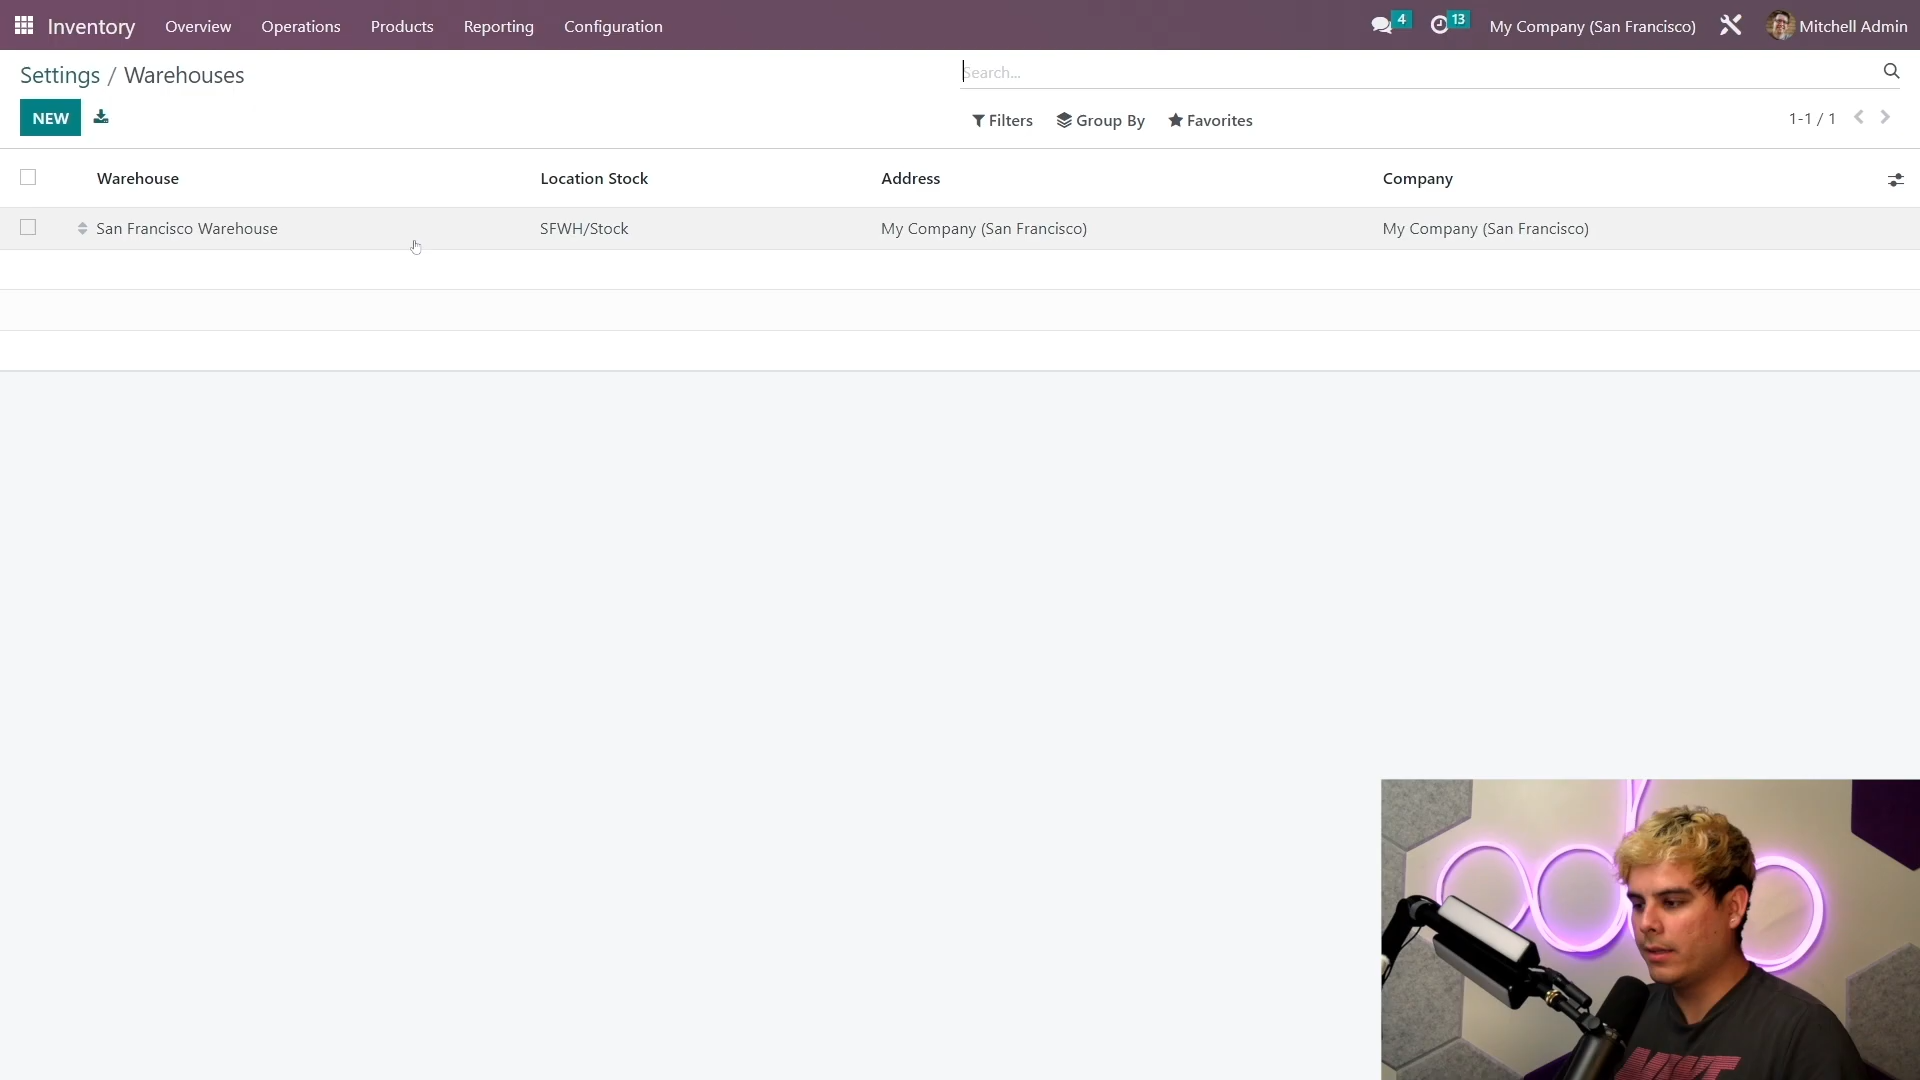 Inventory Overview Operations Products Reporting Configuration 4 13 My Company (San Francisco) Mitchell Admin
Settings / Warehouses
Search...
NEW
Filters Group By Favorites
1-1 / 1
Warehouse Location Stock Address Company
San Francisco Warehouse SFWH/Stock My Company (San Francisco) My Company (San Francisco)
odoo